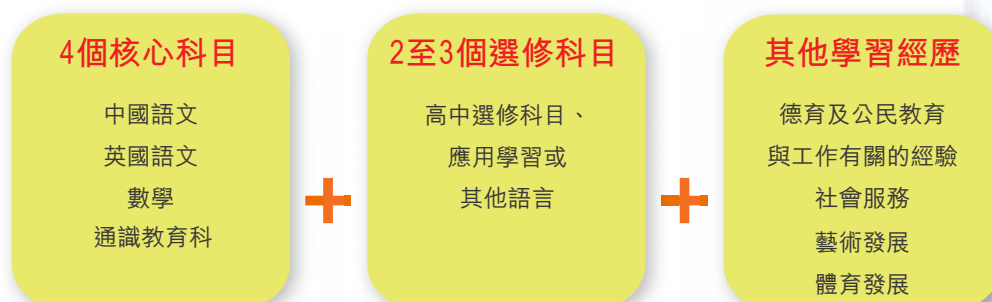 4個核心科目
中國語文
英國語文
數學
通識教育科
+
2至3個選修科目
高中選修科目、
應用學習或
其他語言
+
其他學習經歷
德育及公民教育
與工作有關的經驗
社會服務
藝術發展
體育發展